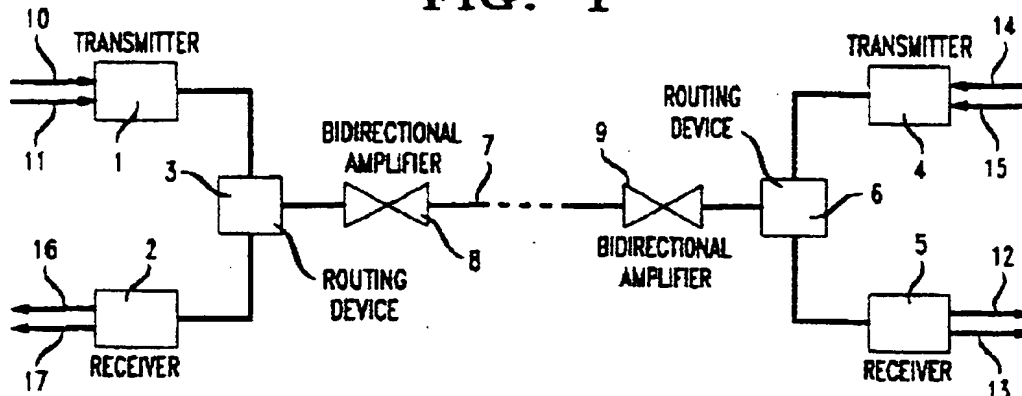 FIG. 1
10
TRANSMITTER
11
1
3
BIDIRECTIONAL
AMPLIFIER
7
8
ROUTING
DEVICE
16
2
17
RECEIVER
9
BIDIRECTIONAL
AMPLIFIER
ROUTING
DEVICE
6
TRANSMITTER
14
4
15
5
12
RECEIVER
13